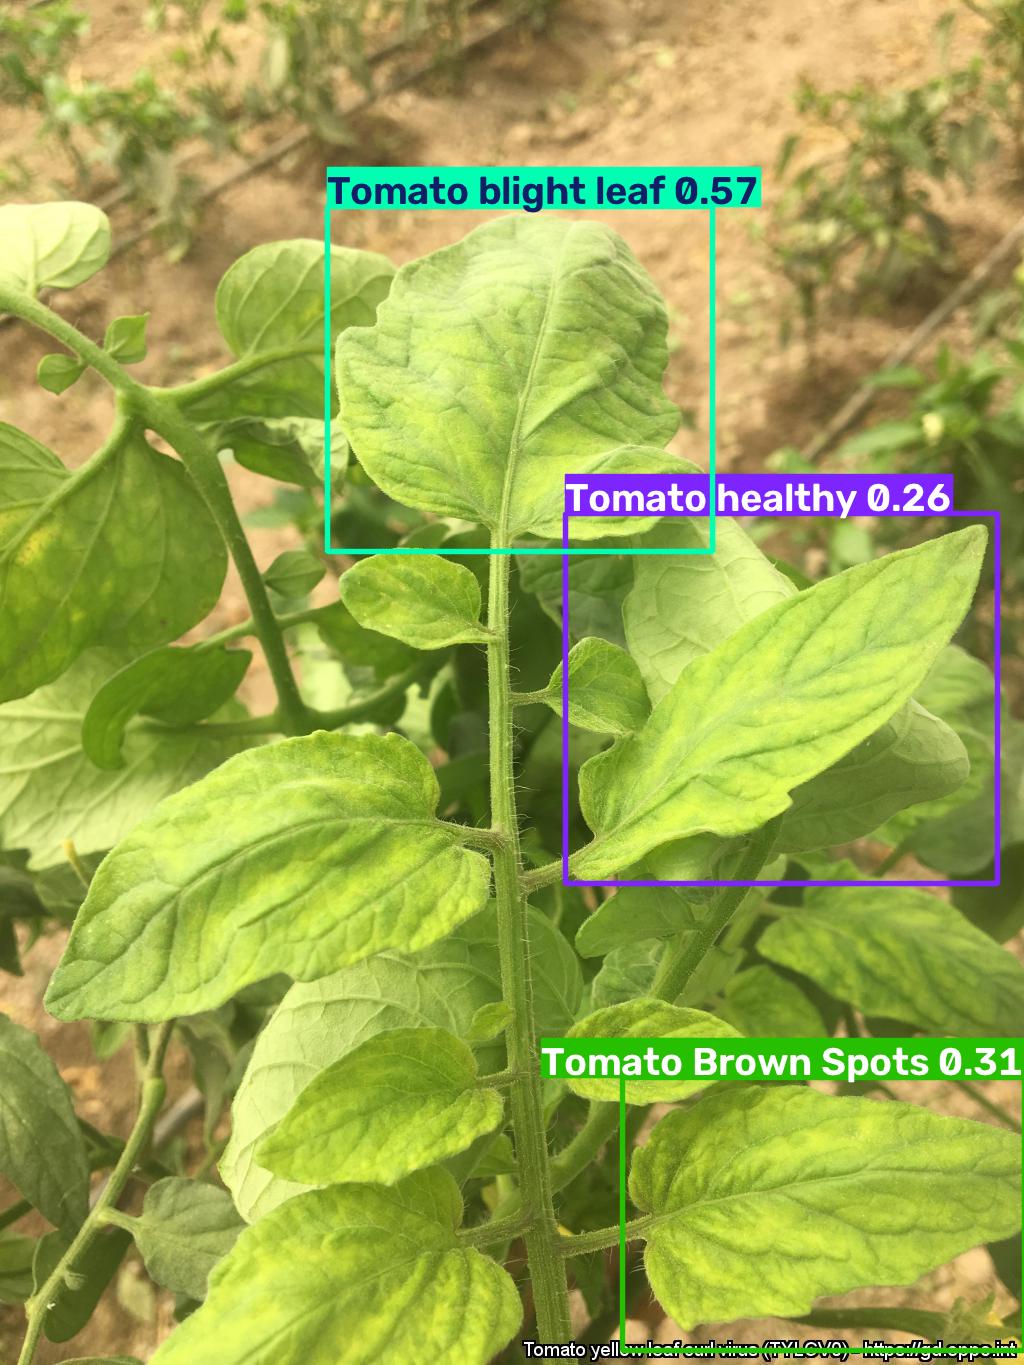 Tomato blight leaf 0.57
Tomato healthy 0.26
Tomato Brown Spots 0.31
Tomato yellow leaf curl virus (TYLCV0) - https://gd.eppo.int